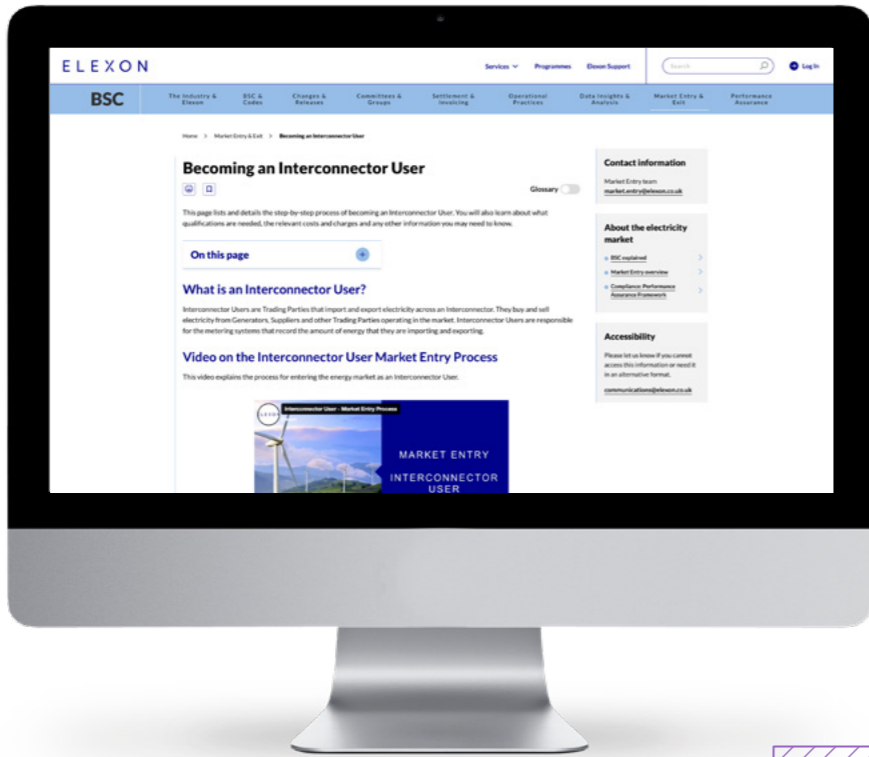 ELEXON
Services
Programmes
Elexon Support
Search
Log In
BSC
The Industry &
Elexon
BSC &
Codes
Changes &
Releases
Committees &
Groups
Settlement &
Invoicing
Operational
Practices
Data Insights &
Analysis
Market Entry &
Exit
Performance
Assurance
Home > Market Entry & Exit > Becoming an Interconnector User
Becoming an Interconnector User
Glossary
This page lists and details the step-by-step process of becoming an Interconnector User. You will also learn about what
qualifications are needed, the relevant costs and charges and any other information you may need to know.
On this page
What is an Interconnector User?
Interconnector Users are Trading Parties that import and export electricity across an Interconnector. They buy and sell
electricity from Generators, Suppliers and other Trading Parties operating in the market. Interconnector Users are responsible
for the metering systems that record the amount of energy that they are importing and exporting.
Video on the Interconnector User Market Entry Process
This video explains the process for entering the energy market as an Interconnector User.
ELEXON
Interconnector User - Market Entry Process
MARKET ENTRY
INTERCONNECTOR
USER
Contact information
Market Entry team
market.entry@elexon.co.uk
About the electricity
market
BSC explained
Market Entry overview
Compliance: Performance
Assurance Framework
Accessibility
Please let us know if you cannot
access this information or need it
in an alternative format.
communications@elexon.co.uk